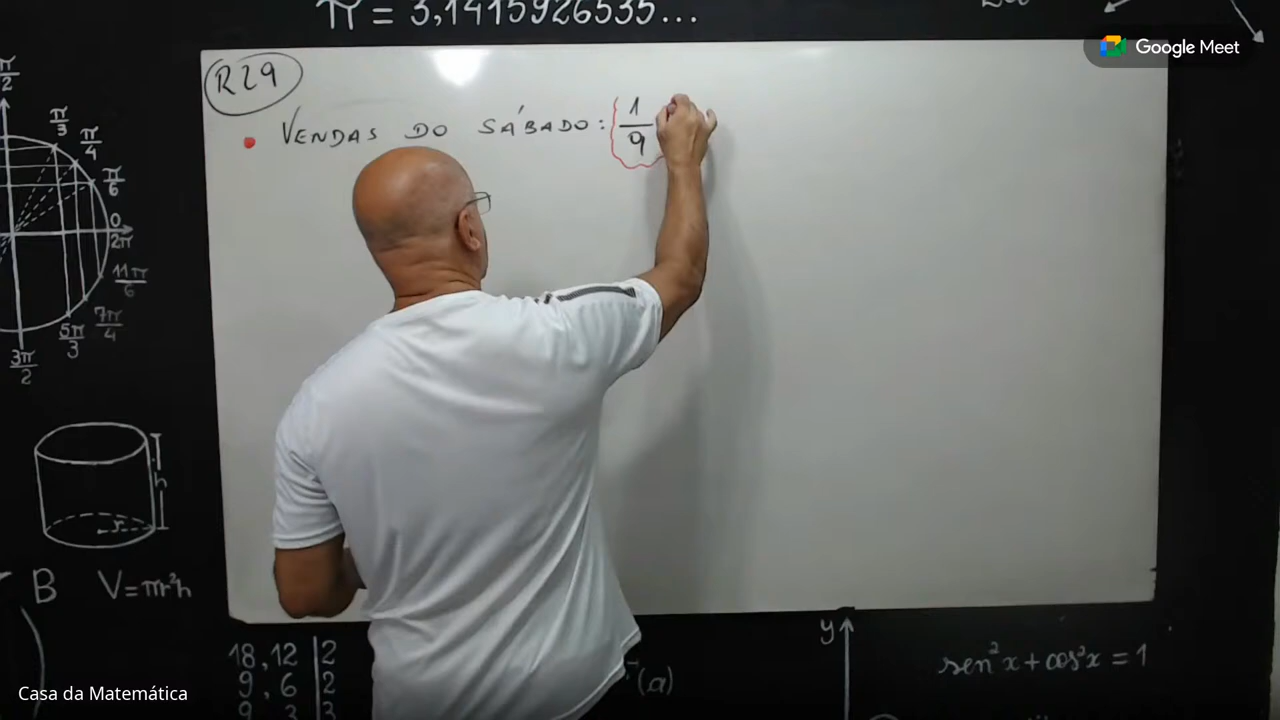 π = 3,1415926535...
Google Meet
R29
• VENDAS DO SÁBADO: 1/9
π/2
π/3
π/4
π/6
0
2π
11π/6
7π/4
5π/3
3π/2
h
r
B V=πr²h
18, 12 | 2
9, 6 | 2
9, 3 | 3
(a)
y
sen²x + cos²x = 1
Casa da Matemática